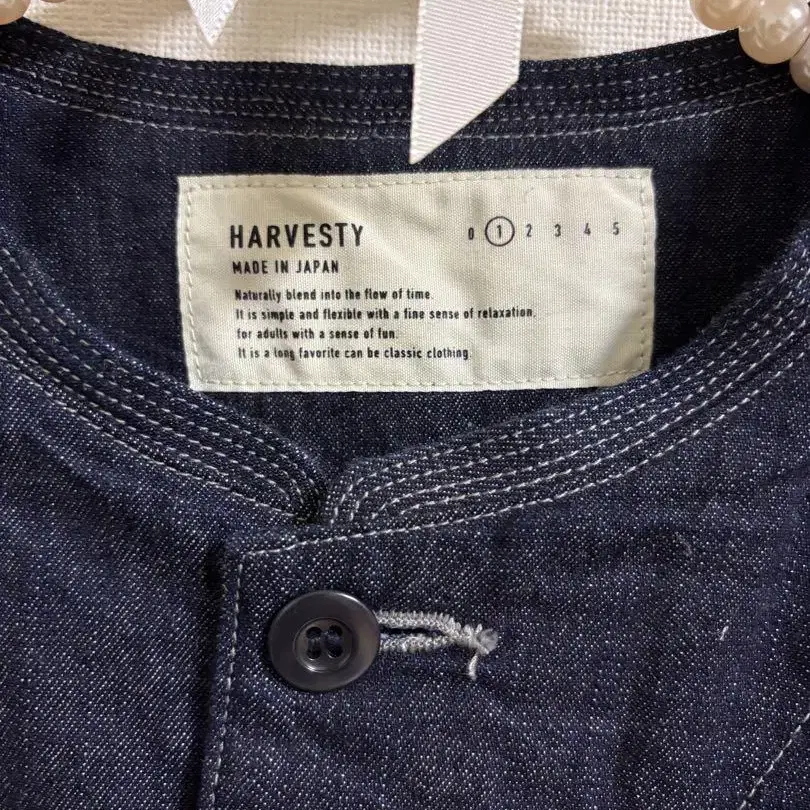 HARVESTY
0 1 2 3 4 5
MADE IN JAPAN
Naturally blend into the flow of time.
It is simple and flexible with a fine sense of relaxation.
for adults with a sense of fun.
It is a long favorite can be classic clothing.